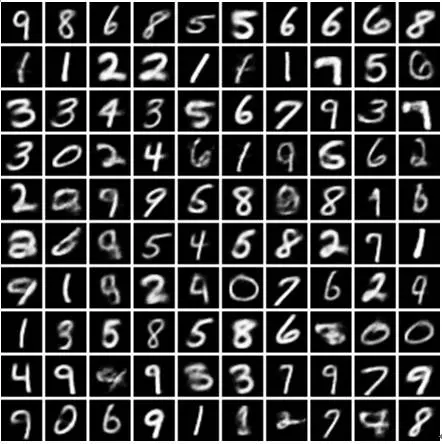 9 8 6 8 5 5 6 6 6 8
1 1 2 2 1 1 1 7 5 6
3 3 4 3 5 6 7 9 3 7
3 0 2 4 6 1 9 6 2
2 9 9 5 8 8 1 6
6 9 5 4 5 8 2 7 1
9 1 9 2 9 0 7 6 2 9
1 3 5 8 5 8 6 0 0
4 9 9 3 3 7 9 7 9
9 0 6 9 1 1 2 7 8